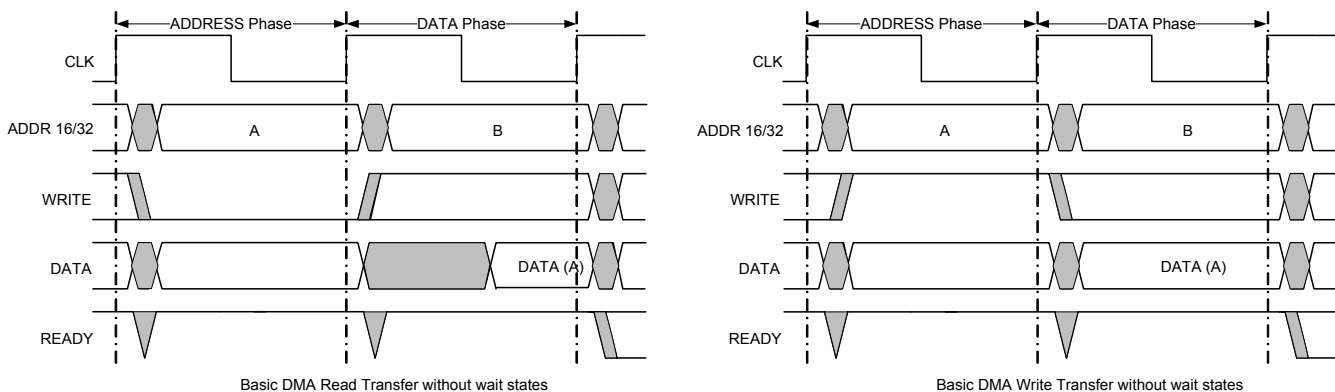 ADDRESS Phase DATA Phase
CLK
ADDR 16/32 A B
WRITE
DATA DATA (A)
READY
Basic DMA Read Transfer without wait states
ADDRESS Phase DATA Phase
CLK
ADDR 16/32 A B
WRITE
DATA DATA (A)
READY
Basic DMA Write Transfer without wait states